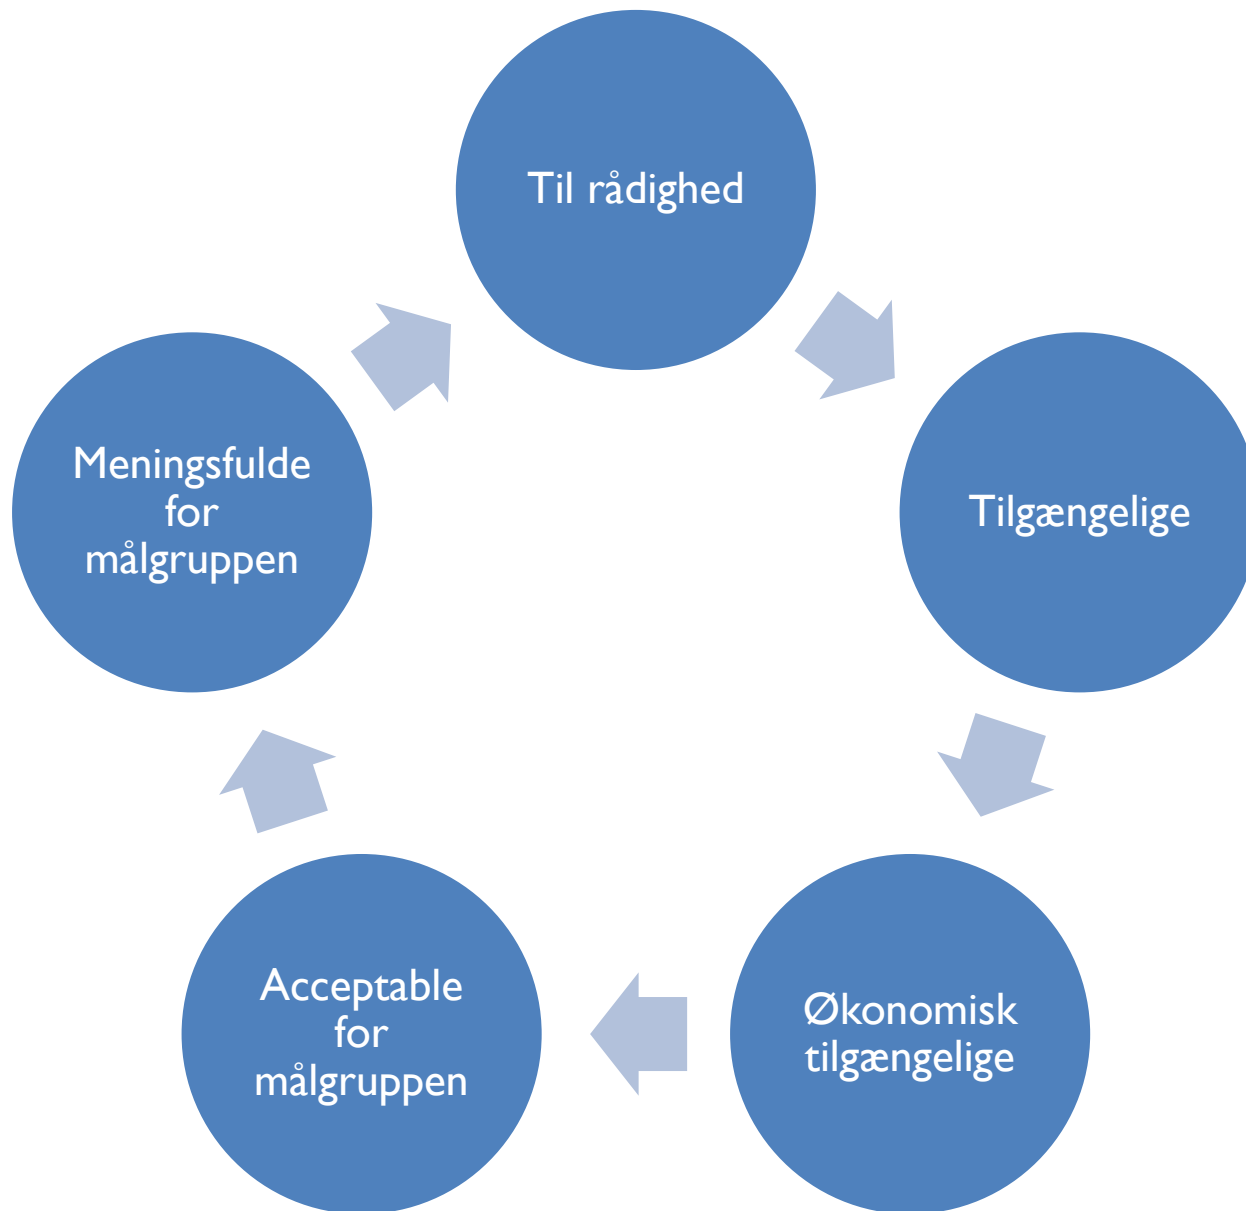 Til rådighed
Tilgængelige
Økonomisk
tilgængelige
Acceptable
for
målgruppen
Meningsfulde
for
målgruppen